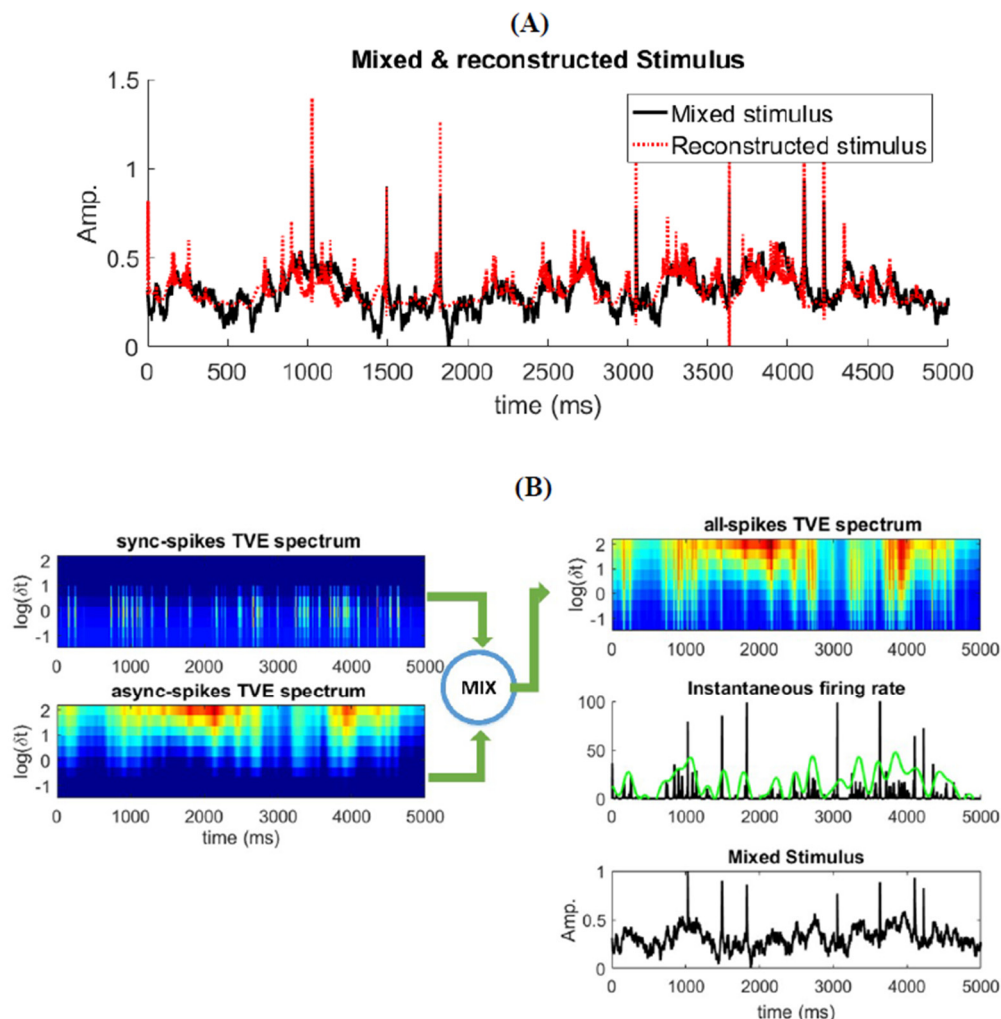 (A)
Mixed & reconstructed Stimulus
1.5
1
0.5
0
Amp.
Mixed stimulus
Reconstructed stimulus
0 500 1000 1500 2000 2500 3000 3500 4000 4500 5000
time (ms)
(B)
sync-spikes TVE spectrum
2
1
0
-1
log(δt)
0 1000 2000 3000 4000 5000
async-spikes TVE spectrum
2
1
0
-1
log(δt)
0 1000 2000 3000 4000 5000
time (ms)
MIX
all-spikes TVE spectrum
2
1
0
-1
log(δt)
0 1000 2000 3000 4000 5000
Instantaneous firing rate
100
50
0
0 1000 2000 3000 4000 5000
Mixed Stimulus
1
0.5
0
Amp.
0 1000 2000 3000 4000 5000
time (ms)